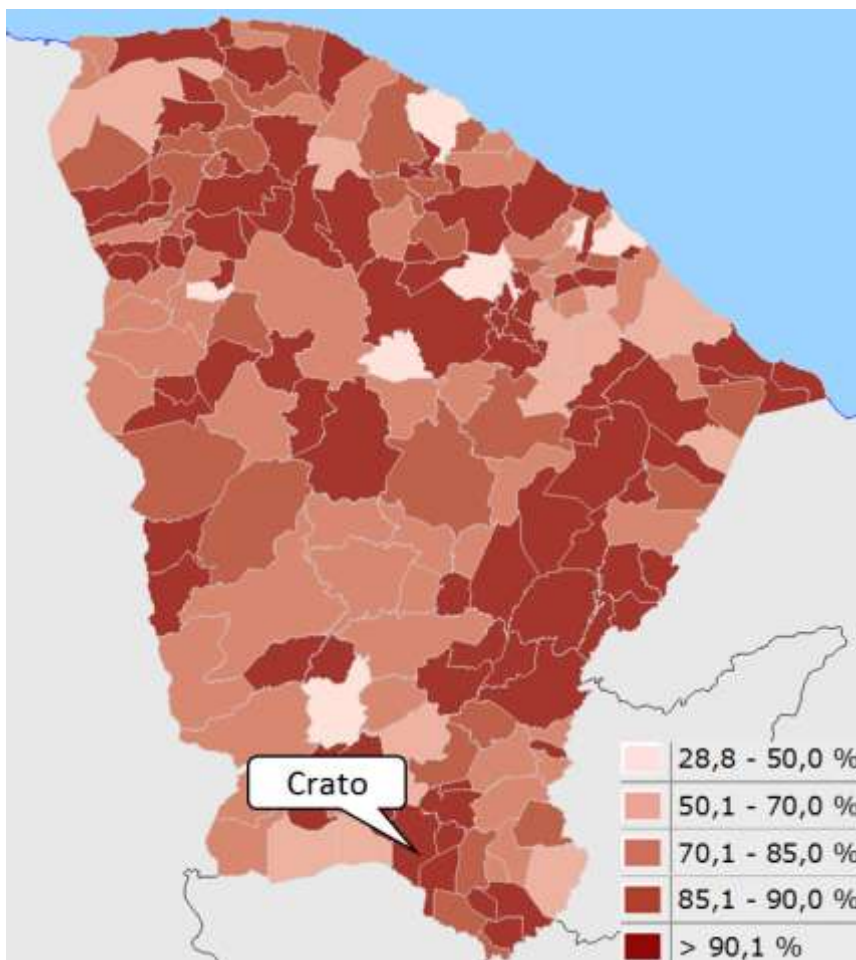 Crato
28,8 - 50,0 %
50,1 - 70,0 %
70,1 - 85,0 %
85,1 - 90,0 %
> 90,1 %